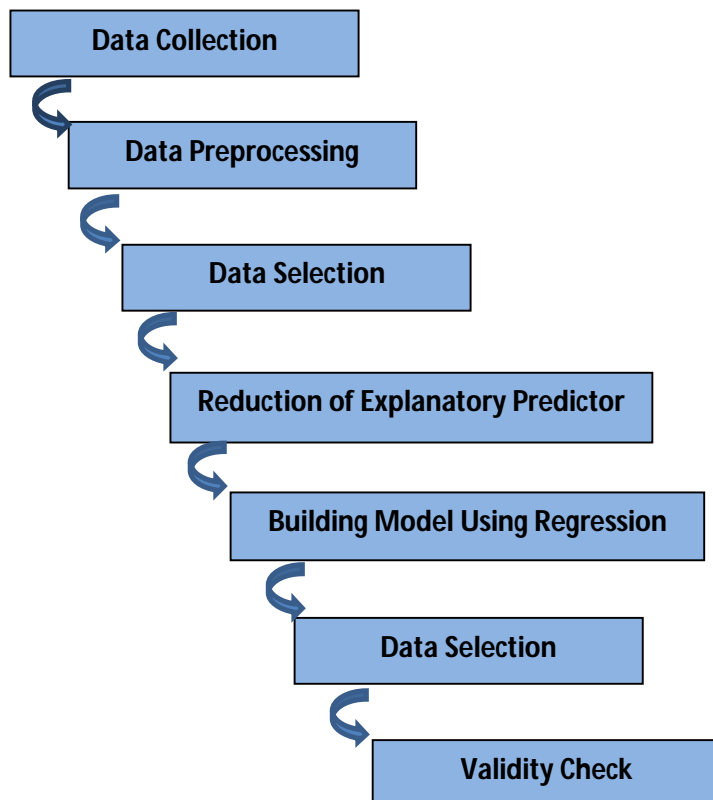 Data Collection
Data Preprocessing
Data Selection
Reduction of Explanatory Predictor
Building Model Using Regression
Data Selection
Validity Check